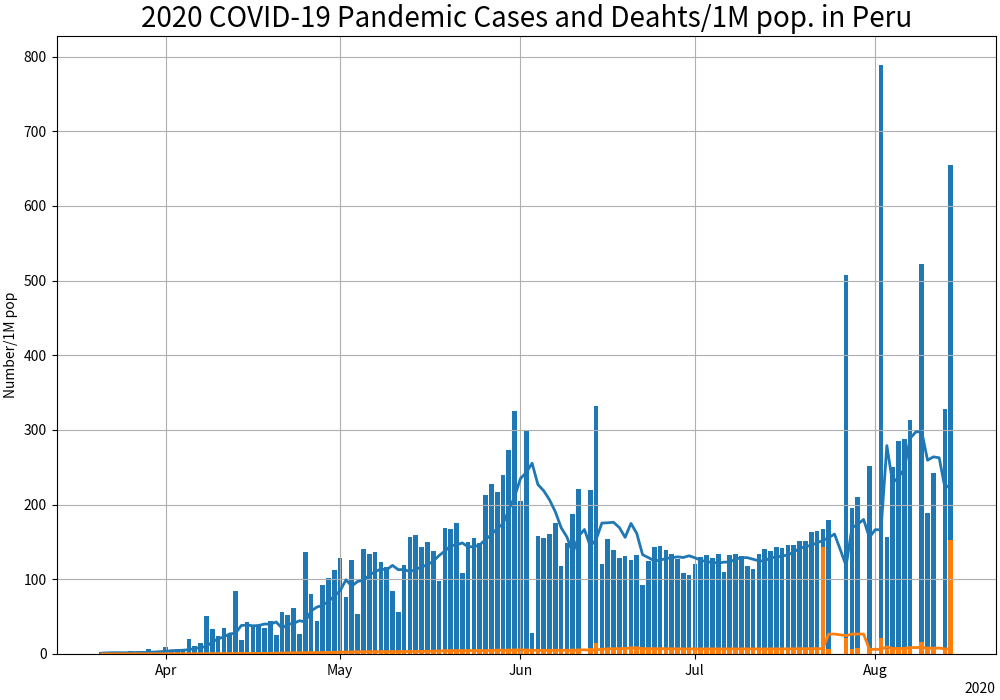 2020 COVID-19 Pandemic Cases and Deahts/1M pop. in Peru
800
700
600
500
400
300
200
100
0
Number/1M pop
Apr
May
Jun
Jul
Aug
2020